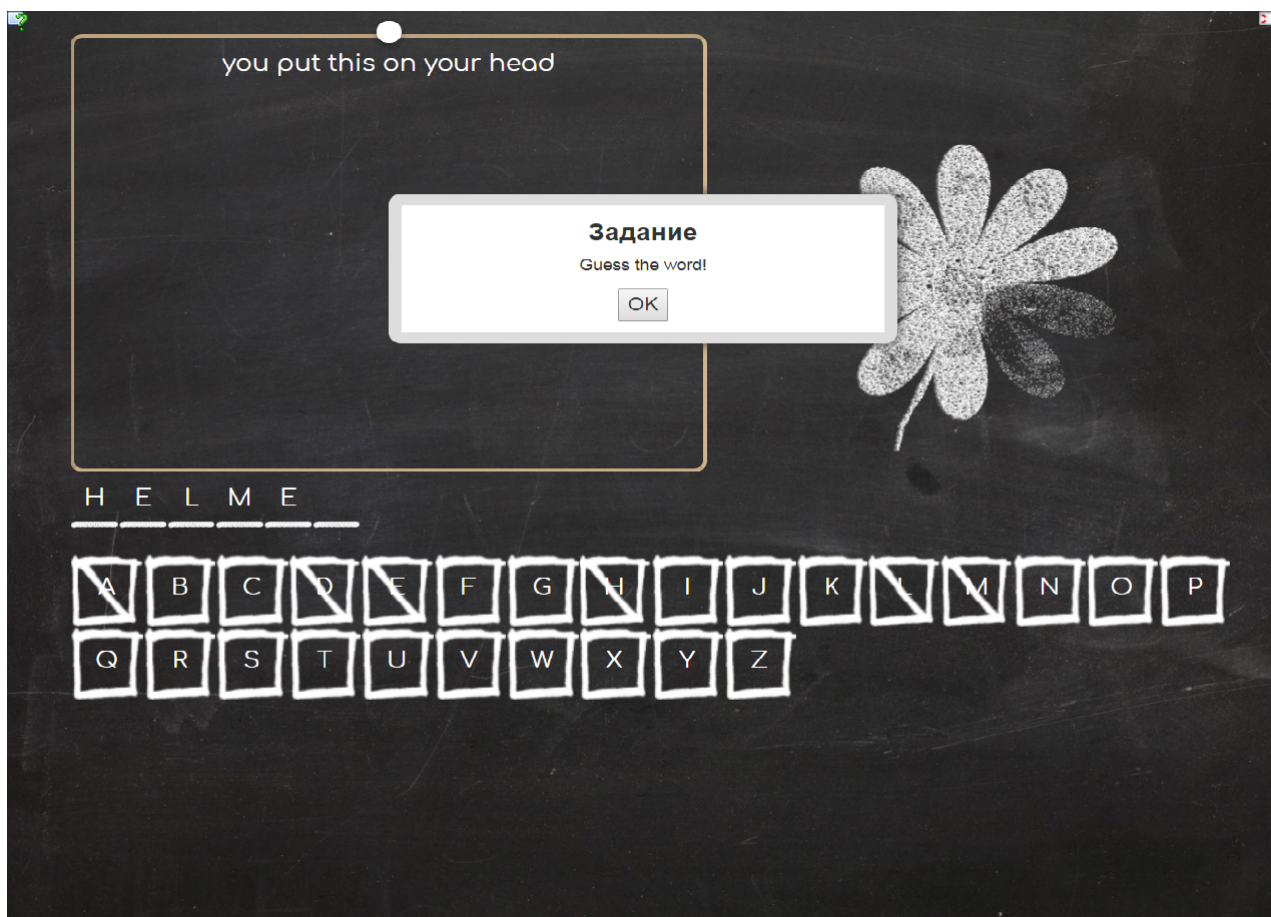 you put this on your head
Задание
Guess the word!
OK
H E L M E
A B C D E F G H I J K L M N O P
Q R S T U V W X Y Z